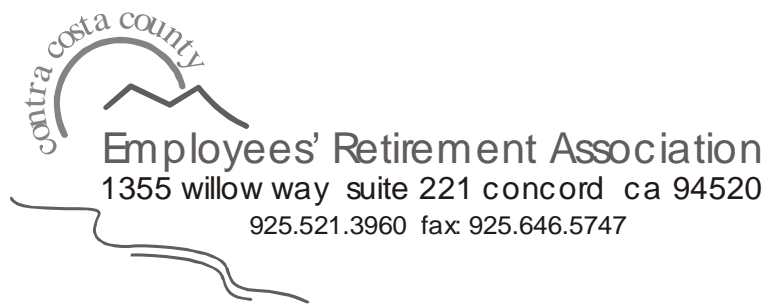 contra costa county
Employees' Retirement Association
1355 willow way suite 221 concord ca 94520
925.521.3960 fax: 925.646.5747